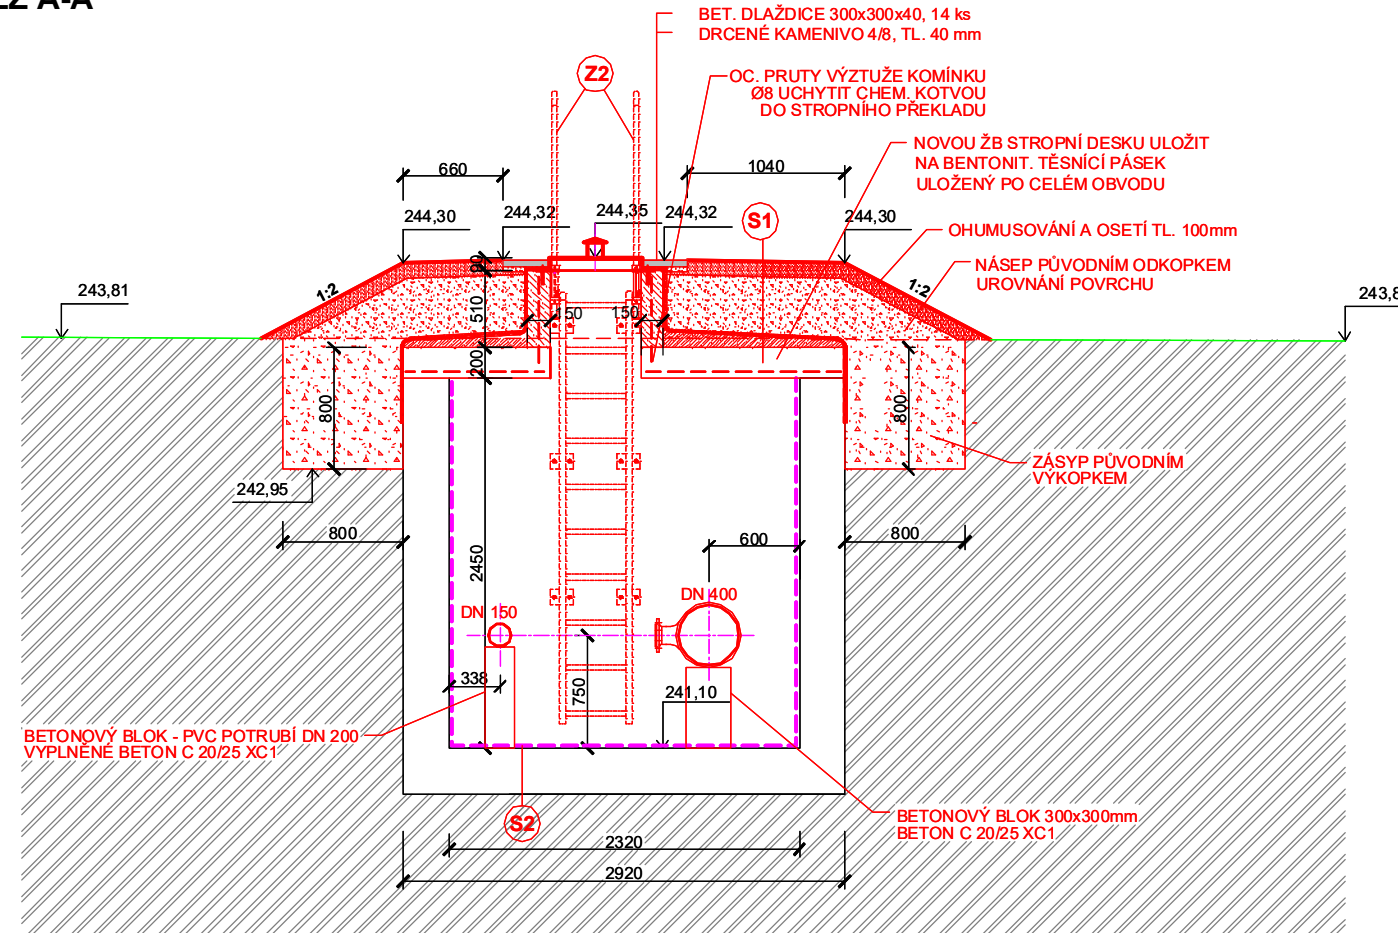 BET. DLAŽDICE 300x300x40, 14 ks
DRCENÉ KAMENIVO 4/8, TL. 40 mm
Z2
OC. PRUTY VÝZTUŽE KOMÍNKU
Ø8 UCHYTIT CHEM. KOTVOU
DO STROPNÍHO PŘEKLADU
NOVOU ŽB STROPNÍ DESKU ULOŽIT
NA BENTONIT. TĚSNÍCÍ PÁSEK
ULOŽENÝ PO CELÉM OBVODU
660
1040
244,30
244,32
244,35
244,32
S1
244,30
OHUMUSOVÁNÍ A OSETÍ TL. 100mm
NÁSEP PŮVODNÍM ODKOPKEM
UROVNÁNÍ POVRCHU
90
1:2
1:2
243,81
510
150
150
200
800
800
242,95
ZÁSYP PŮVODNÍM
VÝKOPKEM
800
600
800
2450
DN 150
DN 400
338
750
241,10
BETONOVÝ BLOK - PVC POTRUBÍ DN 200
VYPLNĚNÉ BETON C 20/25 XC1
S2
BETONOVÝ BLOK 300x300mm
BETON C 20/25 XC1
2320
2920